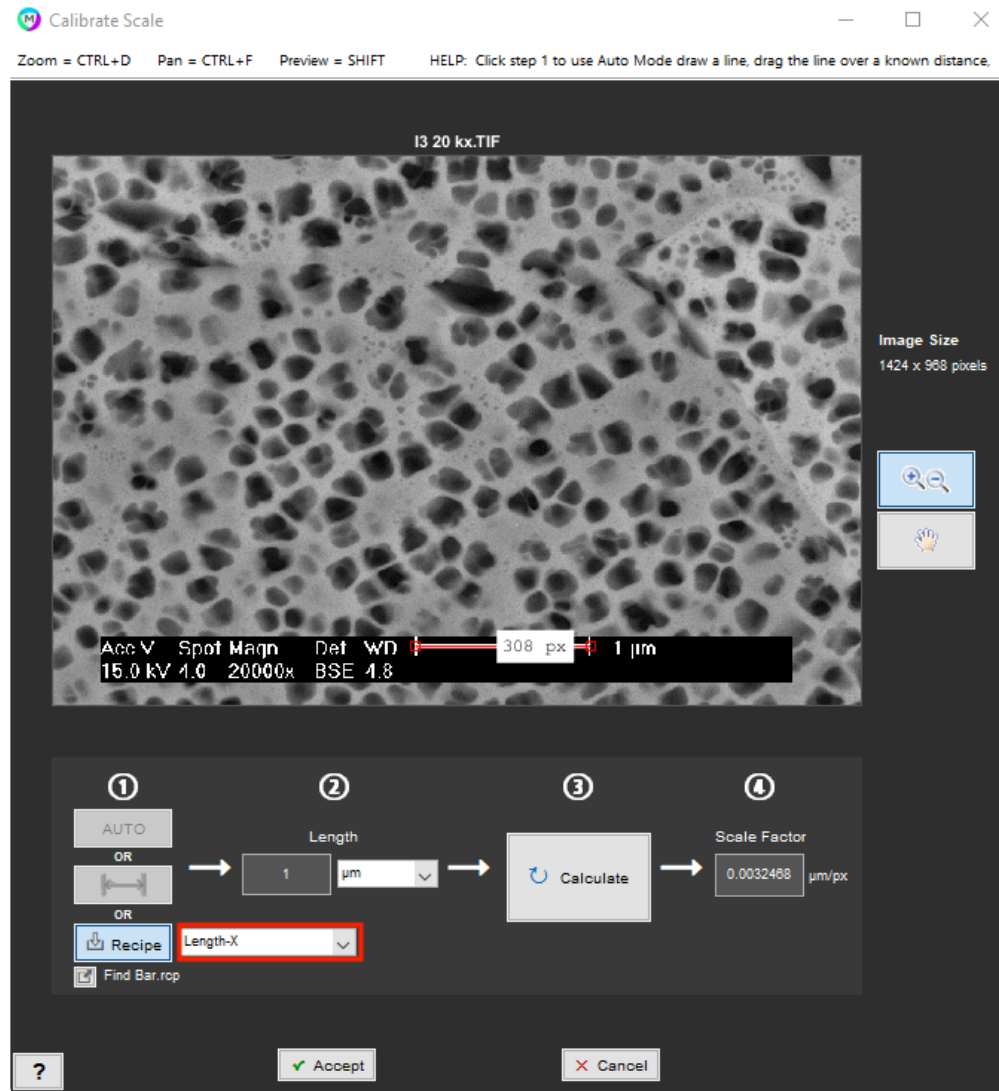 Calibrate Scale
Zoom = CTRL+D Pan = CTRL+F Preview = SHIFT HELP: Click step 1 to use Auto Mode draw a line, drag the line over a known distance,
I3 20 kx.TIF
Image Size
1424 x 968 pixels
Acc V Spot Magn Det WD 308 px 1 µm
15.0 kV 4.0 20000x BSE 4.8
① ② ③ ④
AUTO
OR
Length
1 µm
Calculate
Scale Factor
0.0032468 µm/px
OR
Recipe Length-X
Find Bar.rcp
? Accept Cancel